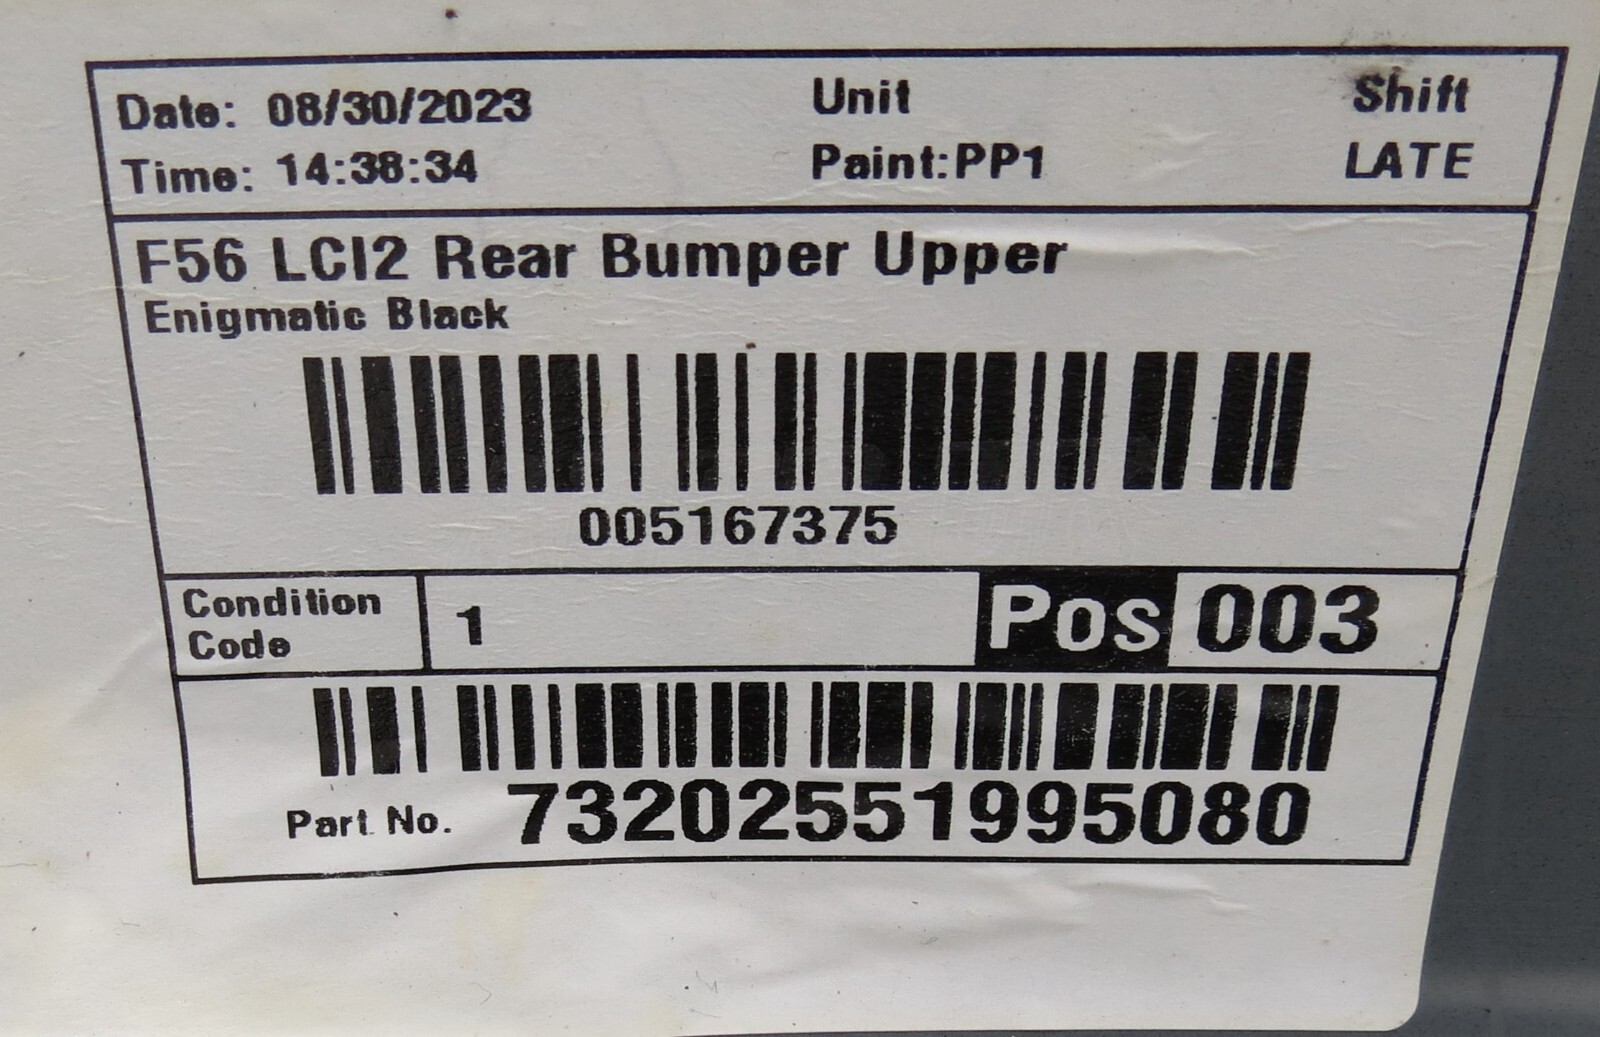 Date: 08/30/2023 Unit Shift
Time: 14:38:34 Paint:PP1 LATE
F56 LCI2 Rear Bumper Upper
Enigmatic Black
005167375
Condition Code 1 Pos 003
Part No. 73202551995080